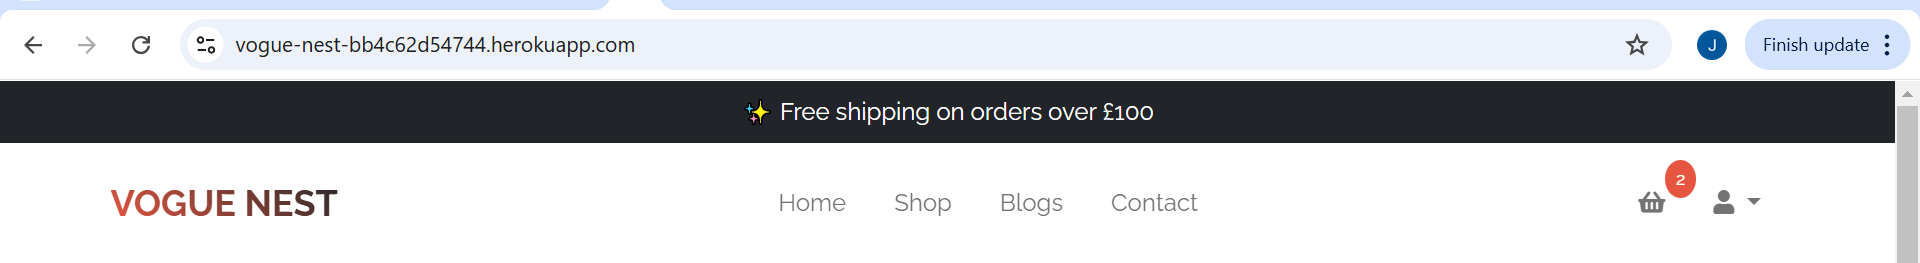 vogue-nest-bb4c62d54744.herokuapp.com
J
Finish update
✨ Free shipping on orders over £100
VOGUE NEST
Home Shop Blogs Contact
2